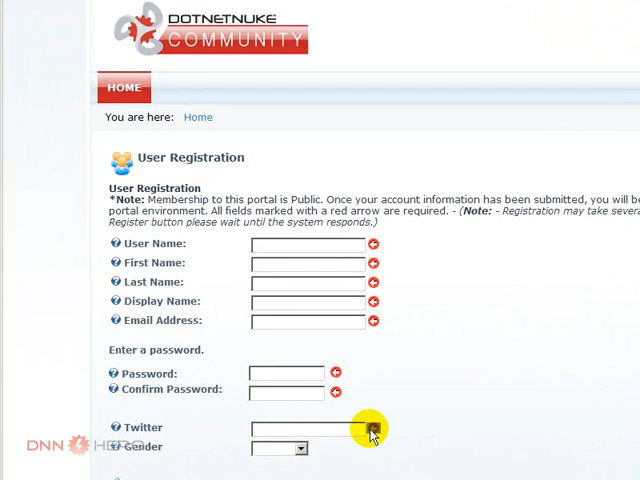 DOTNETNUKE
COMMUNITY
HOME
You are here: Home
User Registration
User Registration
*Note: Membership to this portal is Public. Once your account information has been submitted, you will be
portal environment. All fields marked with a red arrow are required. - (Note: - Registration may take severa
Register button please wait until the system responds.)
User Name:
First Name:
Last Name:
Display Name:
Email Address:
Enter a password.
Password:
Confirm Password:
Twitter
Gender
DNN HERO